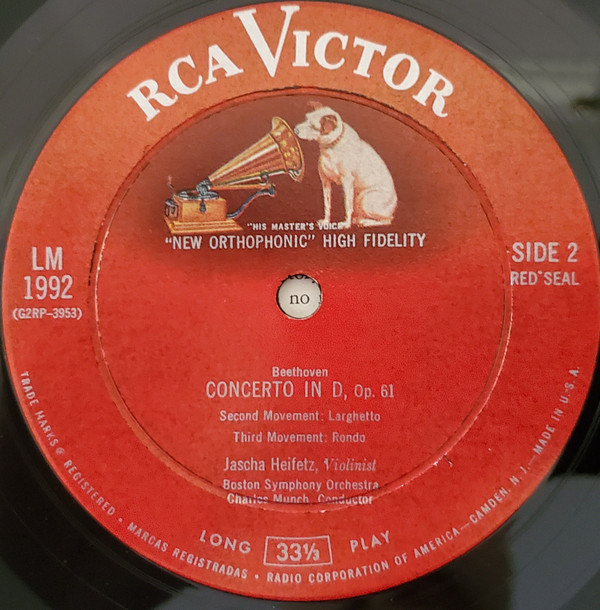 RCA VICTOR
"HIS MASTER'S VOICE"
"NEW ORTHOPHONIC" HIGH FIDELITY
LM
1992
(G2RP-3953)
SIDE 2
RED SEAL
no
Beethoven
CONCERTO IN D, Op. 61
Second Movement: Larghetto
Third Movement: Rondo
Jascha Heifetz, Violinist
Boston Symphony Orchestra
Charles Munch, Conductor
LONG 33⅓ PLAY
TRADE MARKS ® REGISTERED • MARCAS REGISTRADAS • RADIO CORPORATION OF AMERICA—CAMDEN, N.J.—MADE IN U.S.A.